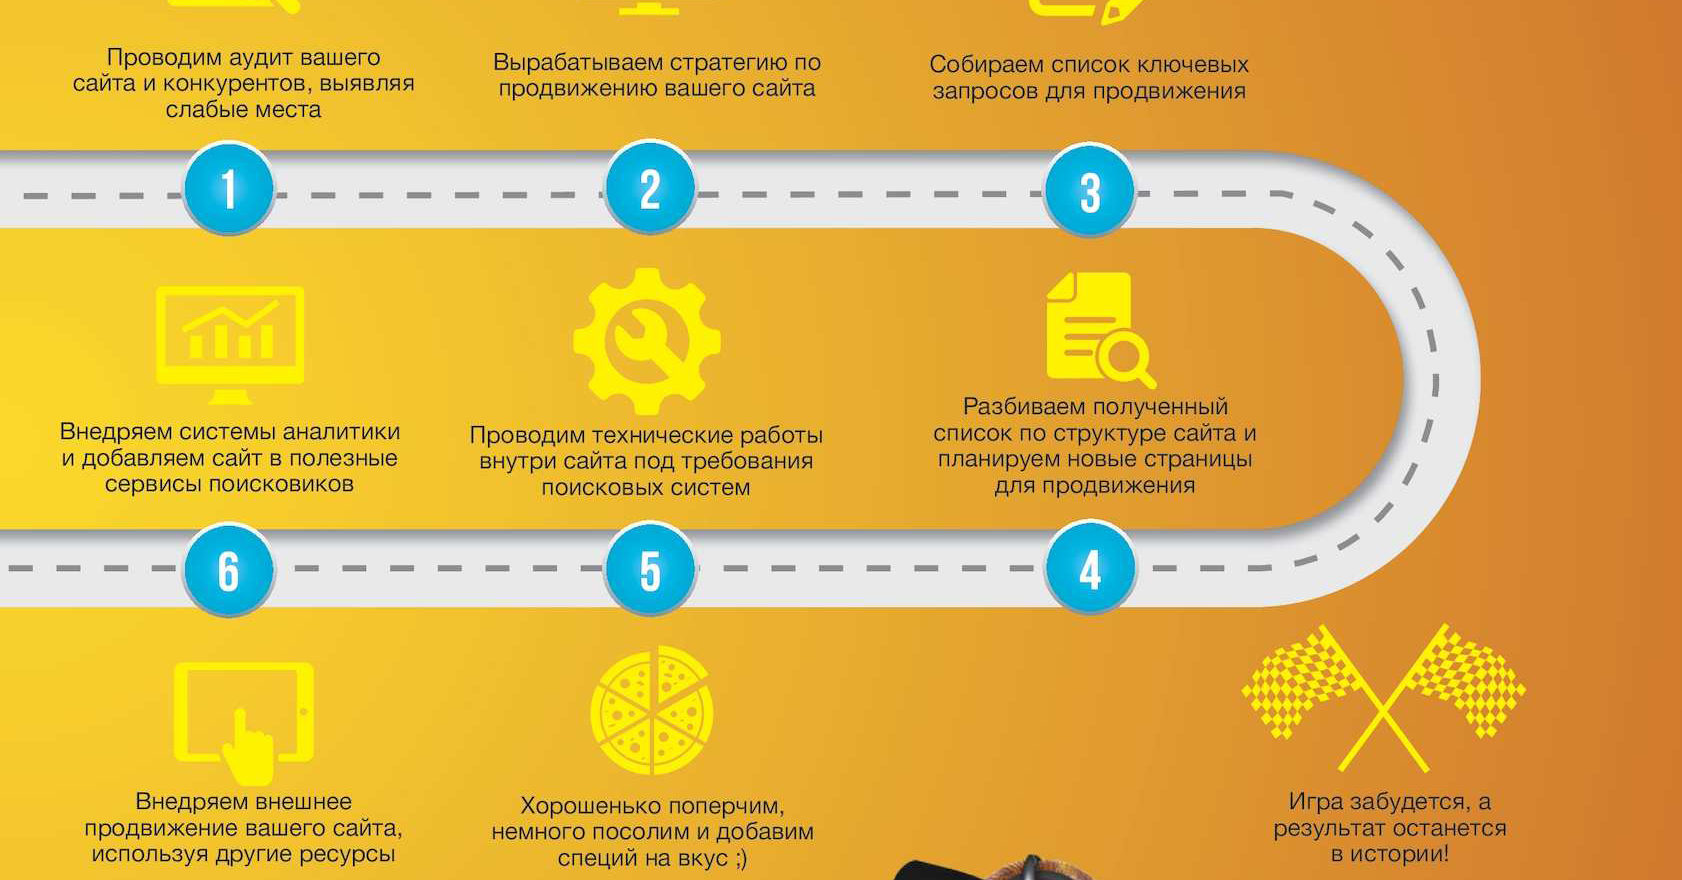 Проводим аудит вашего
сайта и конкурентов, выявляя
слабые места
Вырабатываем стратегию по
продвижению вашего сайта
Собираем список ключевых
запросов для продвижения
1
2
3
Внедряем системы аналитики
и добавляем сайт в полезные
сервисы поисковиков
Проводим технические работы
внутри сайта под требования
поисковых систем
Разбиваем полученный
список по структуре сайта и
планируем новые страницы
для продвижения
6
5
4
Внедряем внешнее
продвижение вашего сайта,
используя другие ресурсы
Хорошенько поперчим,
немного посолим и добавим
специй на вкус ;)
Игра забудется, а
результат останется
в истории!